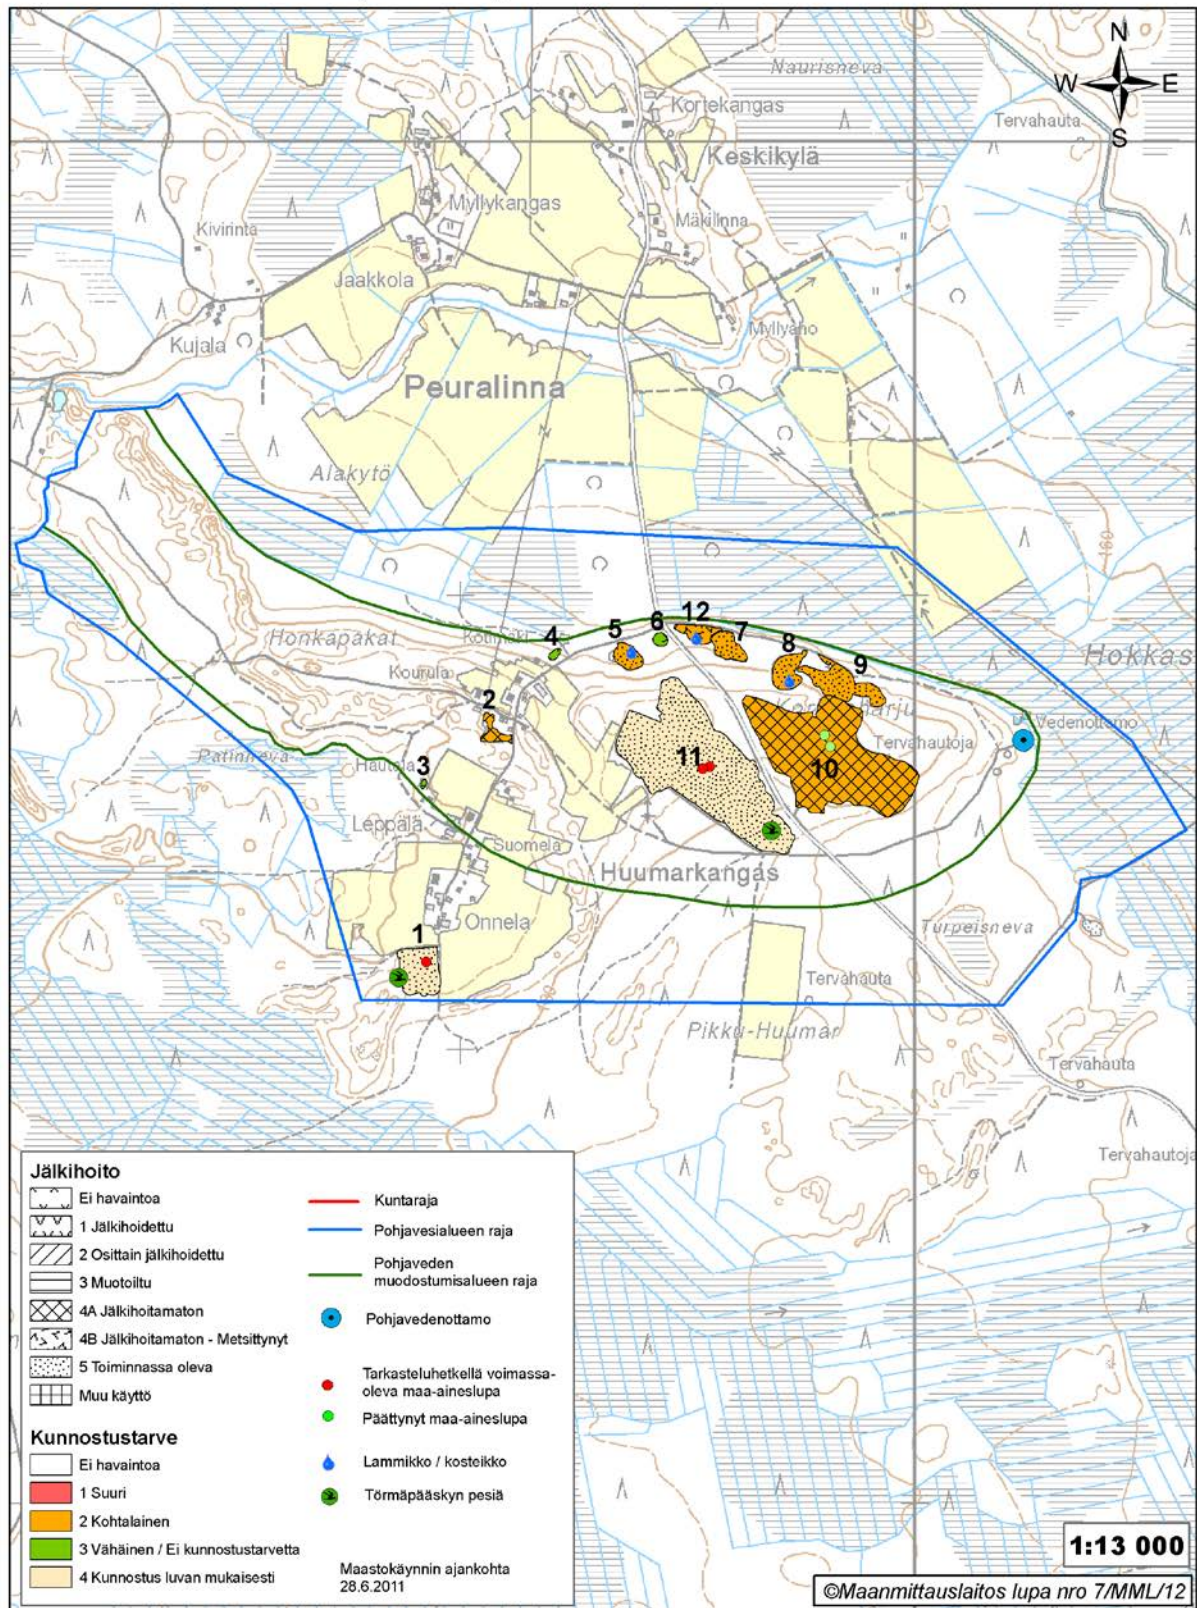 N
W E
S
Naurisneva
Kortekangas
Tervahauta
Keskikylä
Myllykangas
Mäkilinna
Kivirinta
Jaakkola
Myllyaho
Kujala
Peuralinna
Alakytö
160
Honkapakat
4
5
6
12
7
8
9
Hokkas
Kourula
2
Vedenottamo
Patinneva
Hautala
3
11
Tervahautoja
10
Leppälä
Suomela
Huumarkangas
1
Onnela
Turpeisneva
Tervahauta
Pikku-Huumar
Tervahauta
Tervahautoja
Jälkihoito
Ei havaintoa
1 Jälkihoidettu
2 Osittain jälkihoidettu
3 Muotoiltu
4A Jälkihoitamaton
4B Jälkihoitamaton - Metsittynyt
5 Toiminnassa oleva
Muu käyttö
Kunnostustarve
Ei havaintoa
1 Suuri
2 Kohtalainen
3 Vähäinen / Ei kunnostustarvetta
4 Kunnostus luvan mukaisesti
Kuntaraja
Pohjavesialueen raja
Pohjaveden
muodostumisalueen raja
Pohjavedenottamo
Tarkasteluhetkellä voimassa-
oleva maa-aineslupa
Päättynyt maa-aineslupa
Lammikko / kosteikko
Törmäpääskyn pesiä
Maastokäynnin ajankohta
28.6.2011
1:13 000
©Maanmittauslaitos lupa nro 7/MML/12